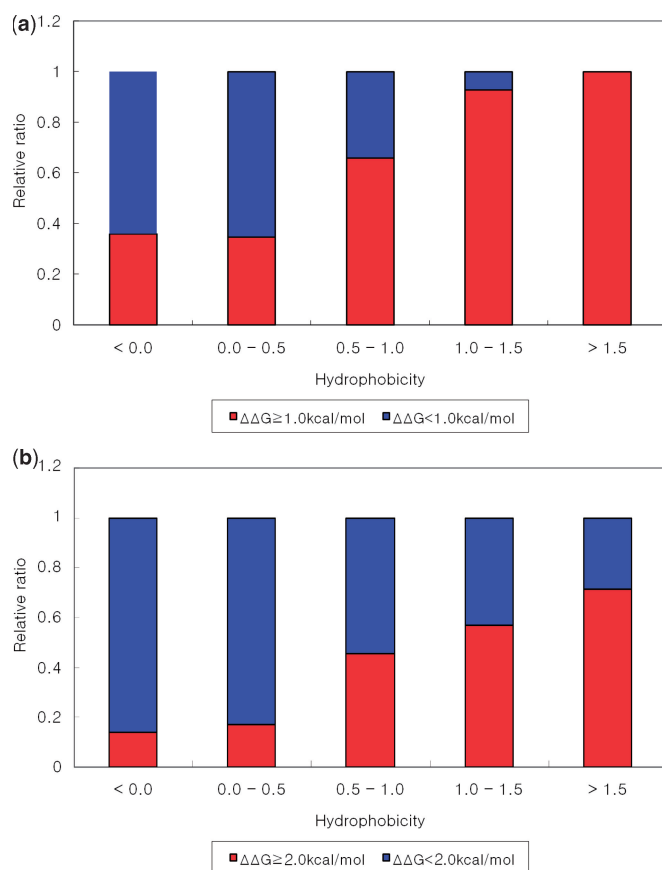 (a)
1.2
1
0.8
0.6
0.4
0.2
0
Relative ratio
< 0.0
0.0 – 0.5
0.5 – 1.0
1.0 – 1.5
> 1.5
Hydrophobicity
ΔΔG≥1.0kcal/mol
ΔΔG<1.0kcal/mol
(b)
1.2
1
0.8
0.6
0.4
0.2
0
Relative ratio
< 0.0
0.0 – 0.5
0.5 – 1.0
1.0 – 1.5
> 1.5
Hydrophobicity
ΔΔG≥2.0kcal/mol
ΔΔG<2.0kcal/mol